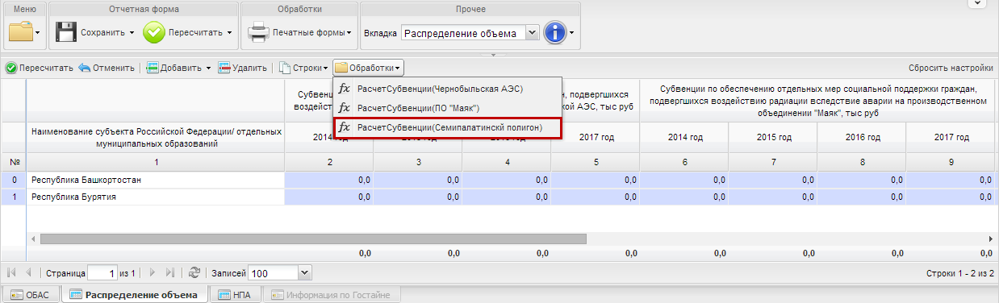 Меню
Отчетная форма
Обработки
Прочее
Сохранить
Пересчитать
Печатные формы
Вкладка
Распределение объема
Пересчитать
Отменить
Добавить
Удалить
Строки
Обработки
Сбросить настройки
fx РасчетСубвенции(Чернобыльская АЭС)
fx РасчетСубвенции(ПО "Маяк")
fx РасчетСубвенции(Семипалатинскй полигон)
Наименование субъекта Российской Федерации/ отдельных
муниципальных образований
Субвенц
воздейст
н, подвергшихся
кой АЭС, тыс руб
Субвенции по обеспечению отдельных мер социальной поддержки граждан,
подвергшихся воздействию радиации вследствие аварии на производственном
объединении "Маяк", тыс руб
2014 год
2017 год
2014 год
2015 год
2016 год
2017 год
№ 1 2 3 4 5 6 7 8 9
0 Республика Башкортостан 0,0 0,0 0,0 0,0 0,0 0,0 0,0 0,0
1 Республика Бурятия 0,0 0,0 0,0 0,0 0,0 0,0 0,0 0,0
0,0 0,0 0,0 0,0 0,0 0,0 0,0 0,0
Страница 1 из 1
Записей 100
Строки 1 - 2 из 2
ОБАС
Распределение объема
НПА
Информация по Гостайне